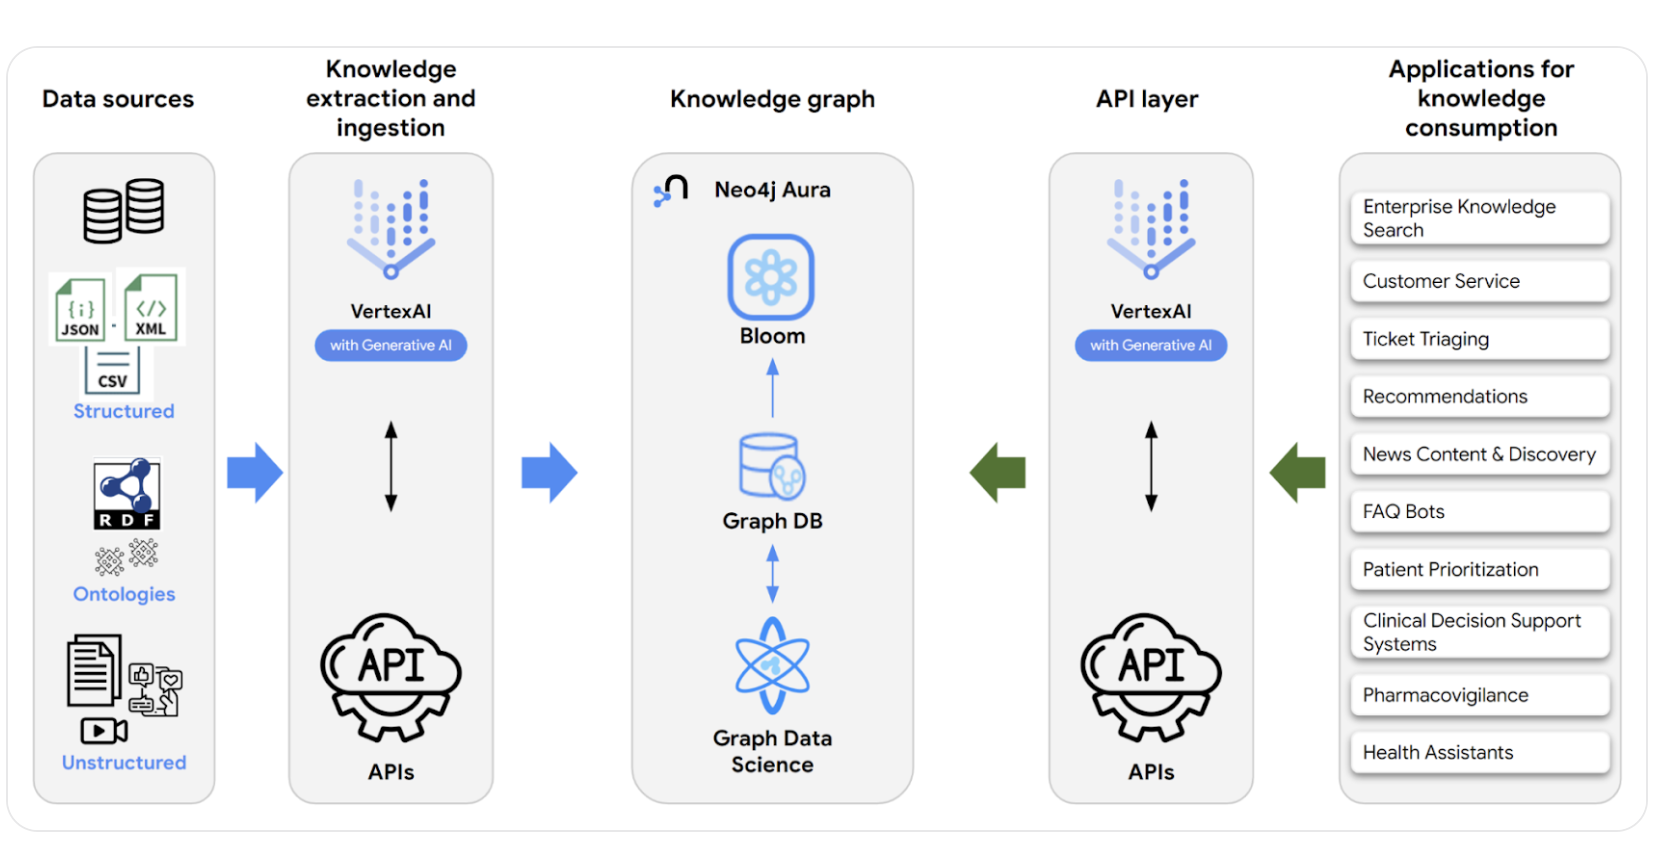 Data sources
Knowledge
extraction and
ingestion
Knowledge graph
API layer
Applications for
knowledge
consumption
{i}
JSON
</>
XML
CSV
Structured
RDF
Ontologies
Unstructured
VertexAI
with Generative AI
API
APIs
Neo4j Aura
Bloom
Graph DB
Graph Data
Science
VertexAI
with Generative AI
API
APIs
Enterprise Knowledge
Search
Customer Service
Ticket Triaging
Recommendations
News Content & Discovery
FAQ Bots
Patient Prioritization
Clinical Decision Support
Systems
Pharmacovigilance
Health Assistants